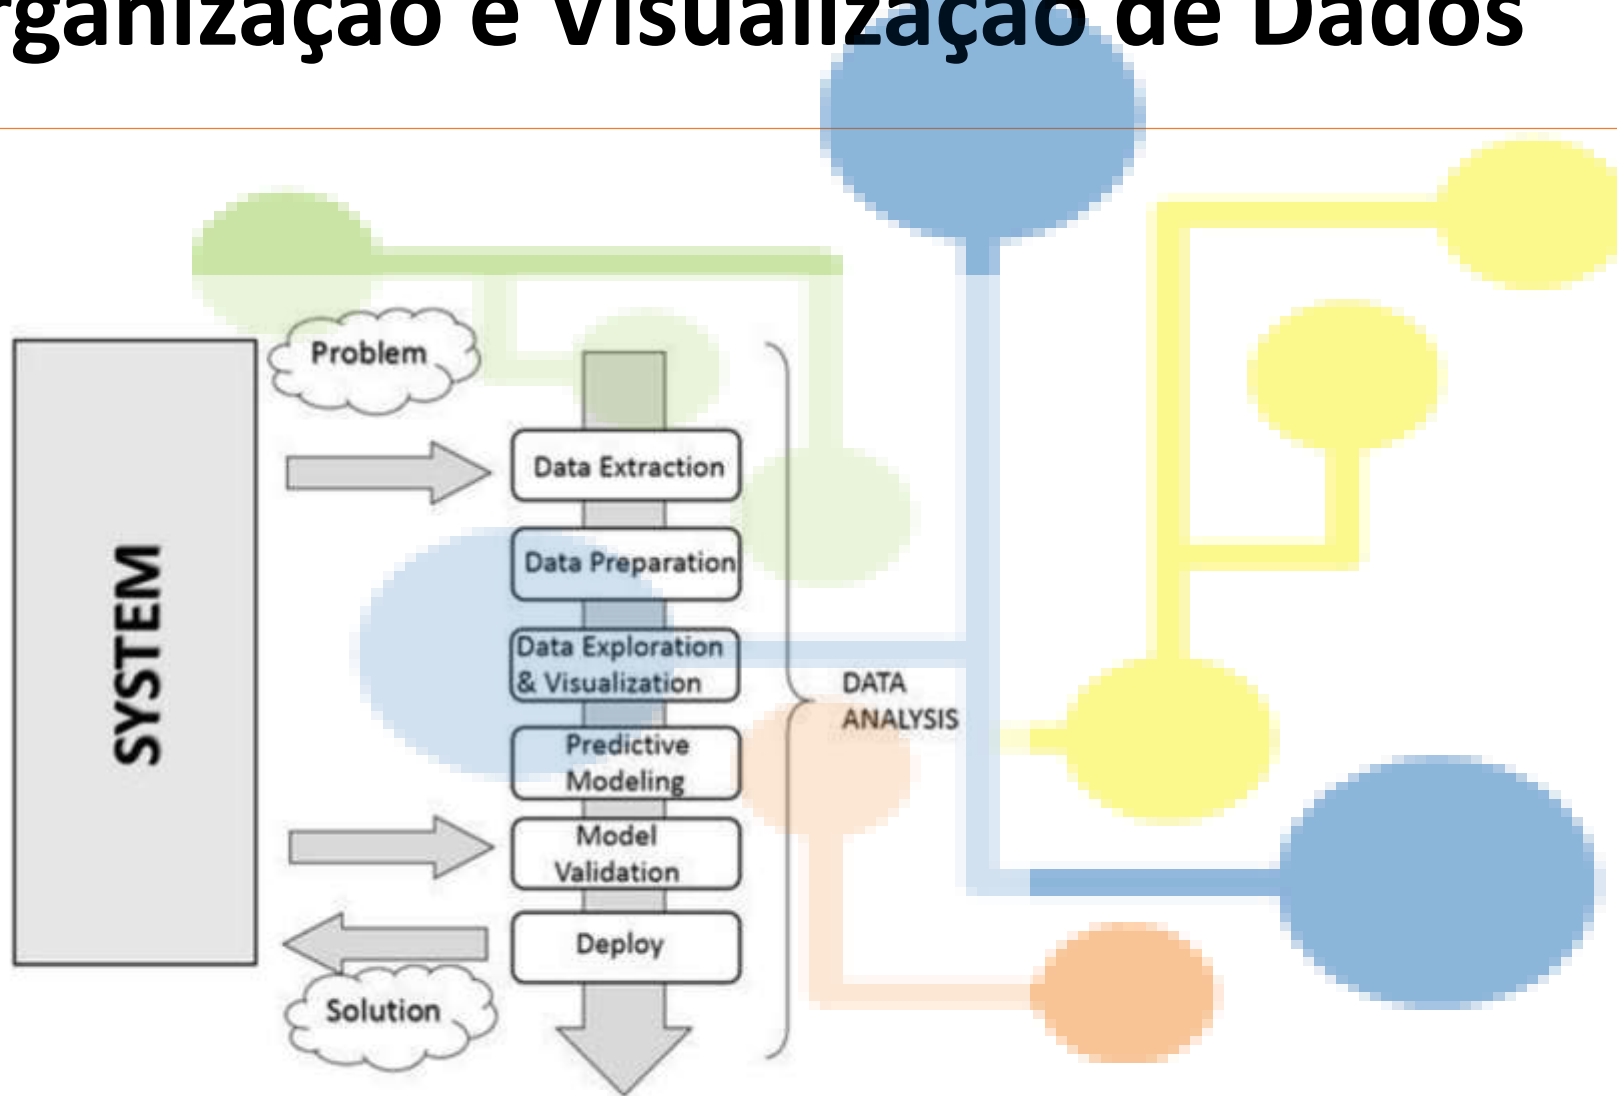 rganização e Visualização de Dados
Problem
Data Extraction
Data Preparation
Data Exploration
& Visualization
Predictive
Modeling
Model
Validation
Deploy
Solution
SYSTEM
DATA
ANALYSIS